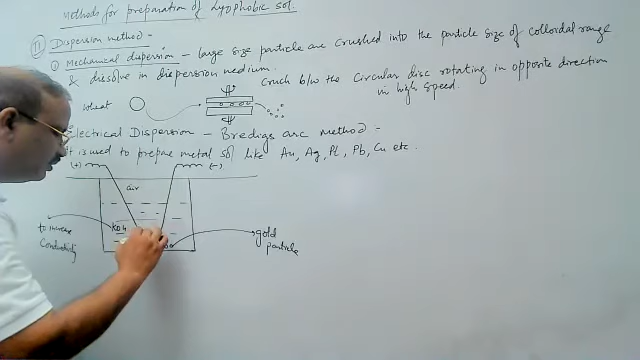 Methods for preparation of Lyophobic sol.
II Dispersion method -
① Mechanical dispersion - large size particle are crushed into the particle size of colloidal range
& dissolve in dispersion medium.
Cruch b/w the Circular disc rotating in opposite direction
in high speed.
Wheat
Electrical Dispersion - Bredigs arc method -
It is used to prepare metal sol like Au, Ag, Pt, Pb, Cu etc.
(+) (-)
air
to increase
Conductivity
KOH
gold
particle